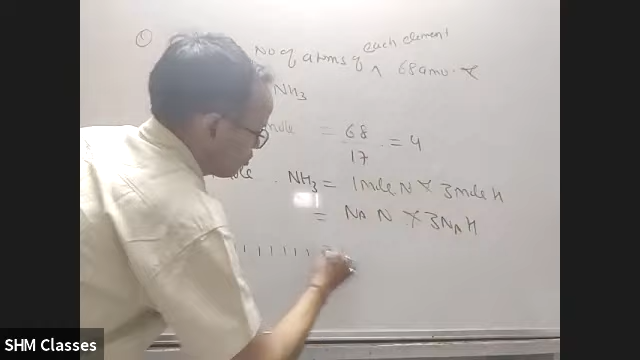 ①
No of atoms of ^ each element 68 amu.
NH3
mole = 68/17 = 4
NH3 = 1 mole N 3 mole H
= NA N 3NA H
SHM Classes